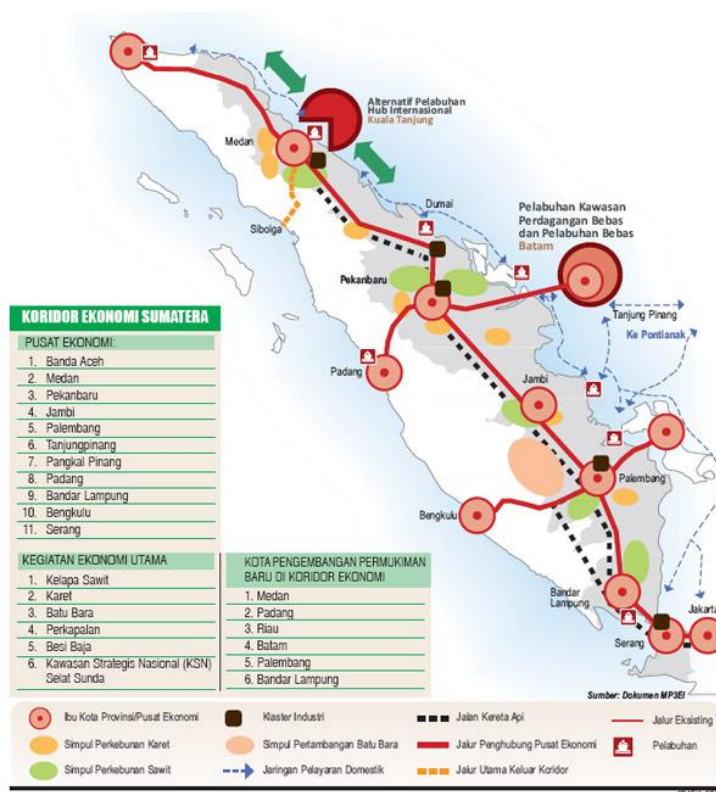 Alternatif Pelabuhan
Hub Internasional
Kuala Tanjung
Medan
Dumai
Sibolga
Pelabuhan Kawasan
Perdagangan Bebas
dan Pelabuhan Bebas
Batam
Pekanbaru
Tanjung Pinang
Ke Pontianak
Padang
Jambi
Palembang
Bengkulu
Bandar
Lampung
Serang
Jakarta
KORIDOR EKONOMI SUMATERA
PUSAT EKONOMI:
1. Banda Aceh
2. Medan
3. Pekanbaru
4. Jambi
5. Palembang
6. Tanjungpinang
7. Pangkal Pinang
8. Padang
9. Bandar Lampung
10. Bengkulu
11. Serang
KEGIATAN EKONOMI UTAMA
1. Kelapa Sawit
2. Karet
3. Batu Bara
4. Perkapalan
5. Besi Baja
6. Kawasan Strategis Nasional (KSN)
Selat Sunda
KOTA PENGEMBANGAN PERMUKIMAN
BARU DI KORIDOR EKONOMI
1. Medan
2. Padang
3. Riau
4. Batam
5. Palembang
6. Bandar Lampung
Sumber: Dokumen MP3EI
Ibu Kota Provinsi/Pusat Ekonomi
Klaster Industri
Jalan Kereta Api
Jalur Eksisting
Simpul Perkebunan Karet
Simpul Pertambangan Batu Bara
Jalur Penghubung Pusat Ekonomi
Pelabuhan
Simpul Perkebunan Sawit
Jaringan Pelayaran Domestik
Jalur Utama Keluar Koridor